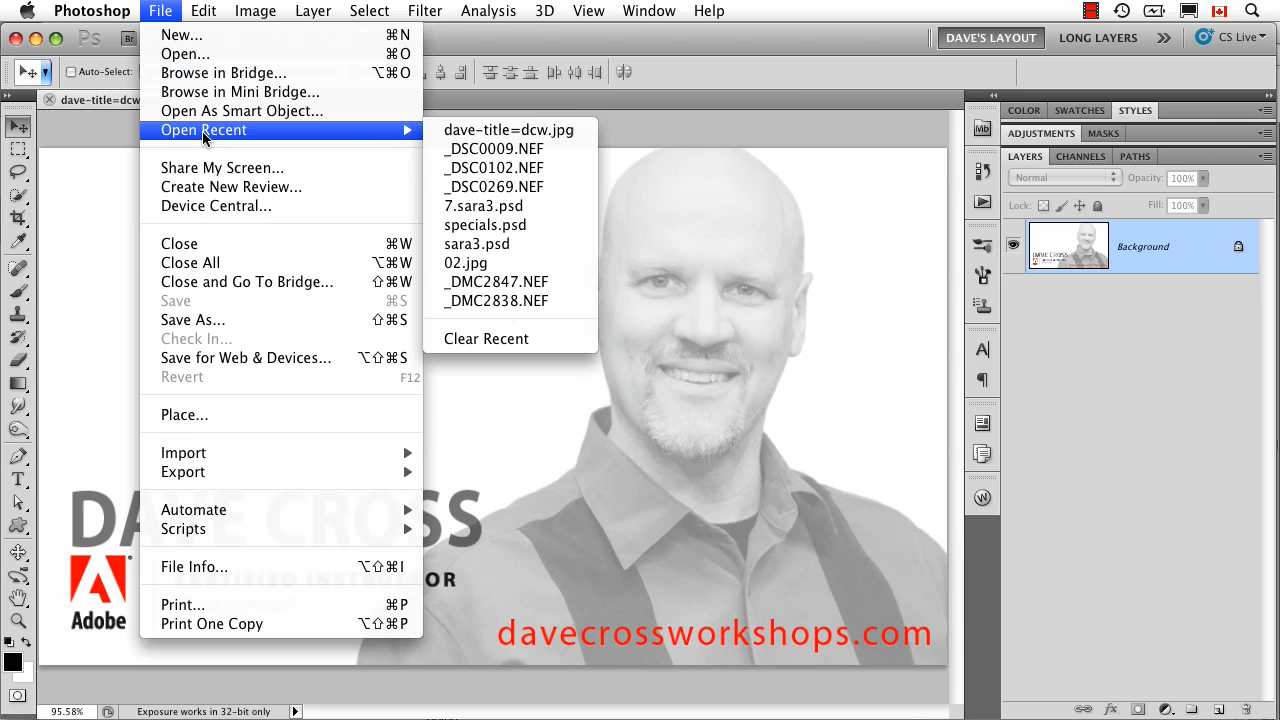 Photoshop File Edit Image Layer Select Filter Analysis 3D View Window Help
Ps Br DAVE'S LAYOUT LONG LAYERS CS Live
Auto-Select:
dave-title=dcw
New... ⌘N
Open... ⌘O
Browse in Bridge... ⌥⌘O
Browse in Mini Bridge...
Open As Smart Object...
Open Recent
Share My Screen...
Create New Review...
Device Central...
Close ⌘W
Close All ⌥⌘W
Close and Go To Bridge... ⇧⌘W
Save ⌘S
Save As... ⇧⌘S
Check In...
Save for Web & Devices... ⌥⇧⌘S
Revert F12
Place...
Import
Export
Automate
Scripts
File Info... ⌥⇧⌘I
Print... ⌘P
Print One Copy ⌥⇧⌘P
dave-title=dcw.jpg
_DSC0009.NEF
_DSC0102.NEF
_DSC0269.NEF
7.sara3.psd
specials.psd
sara3.psd
02.jpg
_DMC2847.NEF
_DMC2838.NEF
Clear Recent
DAVE CROSS
CERTIFIED INSTRUCTOR
Adobe
davecrossworkshops.com
COLOR SWATCHES STYLES
ADJUSTMENTS MASKS
LAYERS CHANNELS PATHS
Normal Opacity: 100%
Lock: Fill: 100%
Background
Mb
95.58% Exposure works in 32-bit only